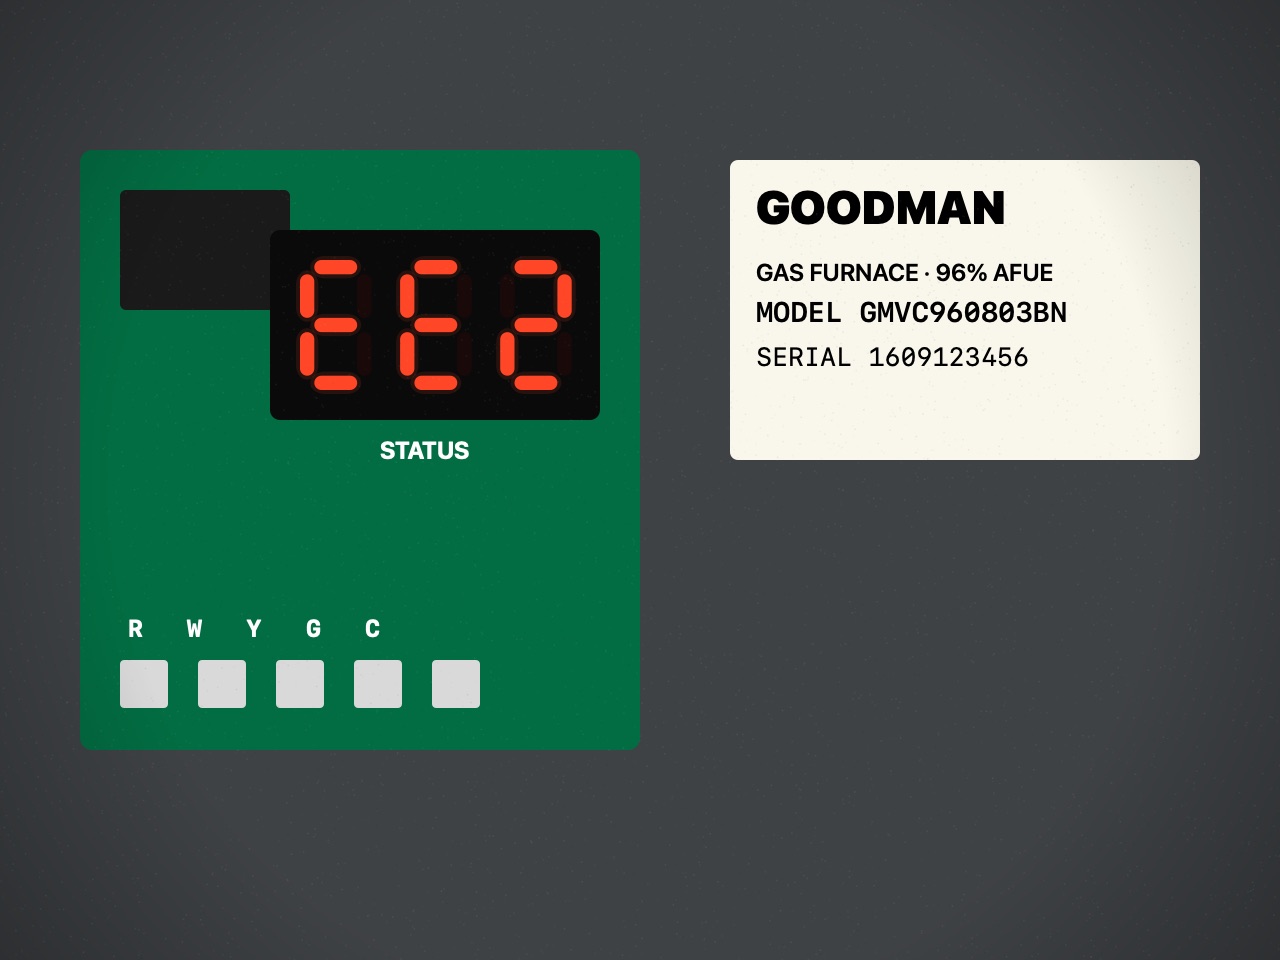 EE2
STATUS
R W Y G C
GOODMAN
GAS FURNACE · 96% AFUE
MODEL GMVC960803BN
SERIAL 1609123456